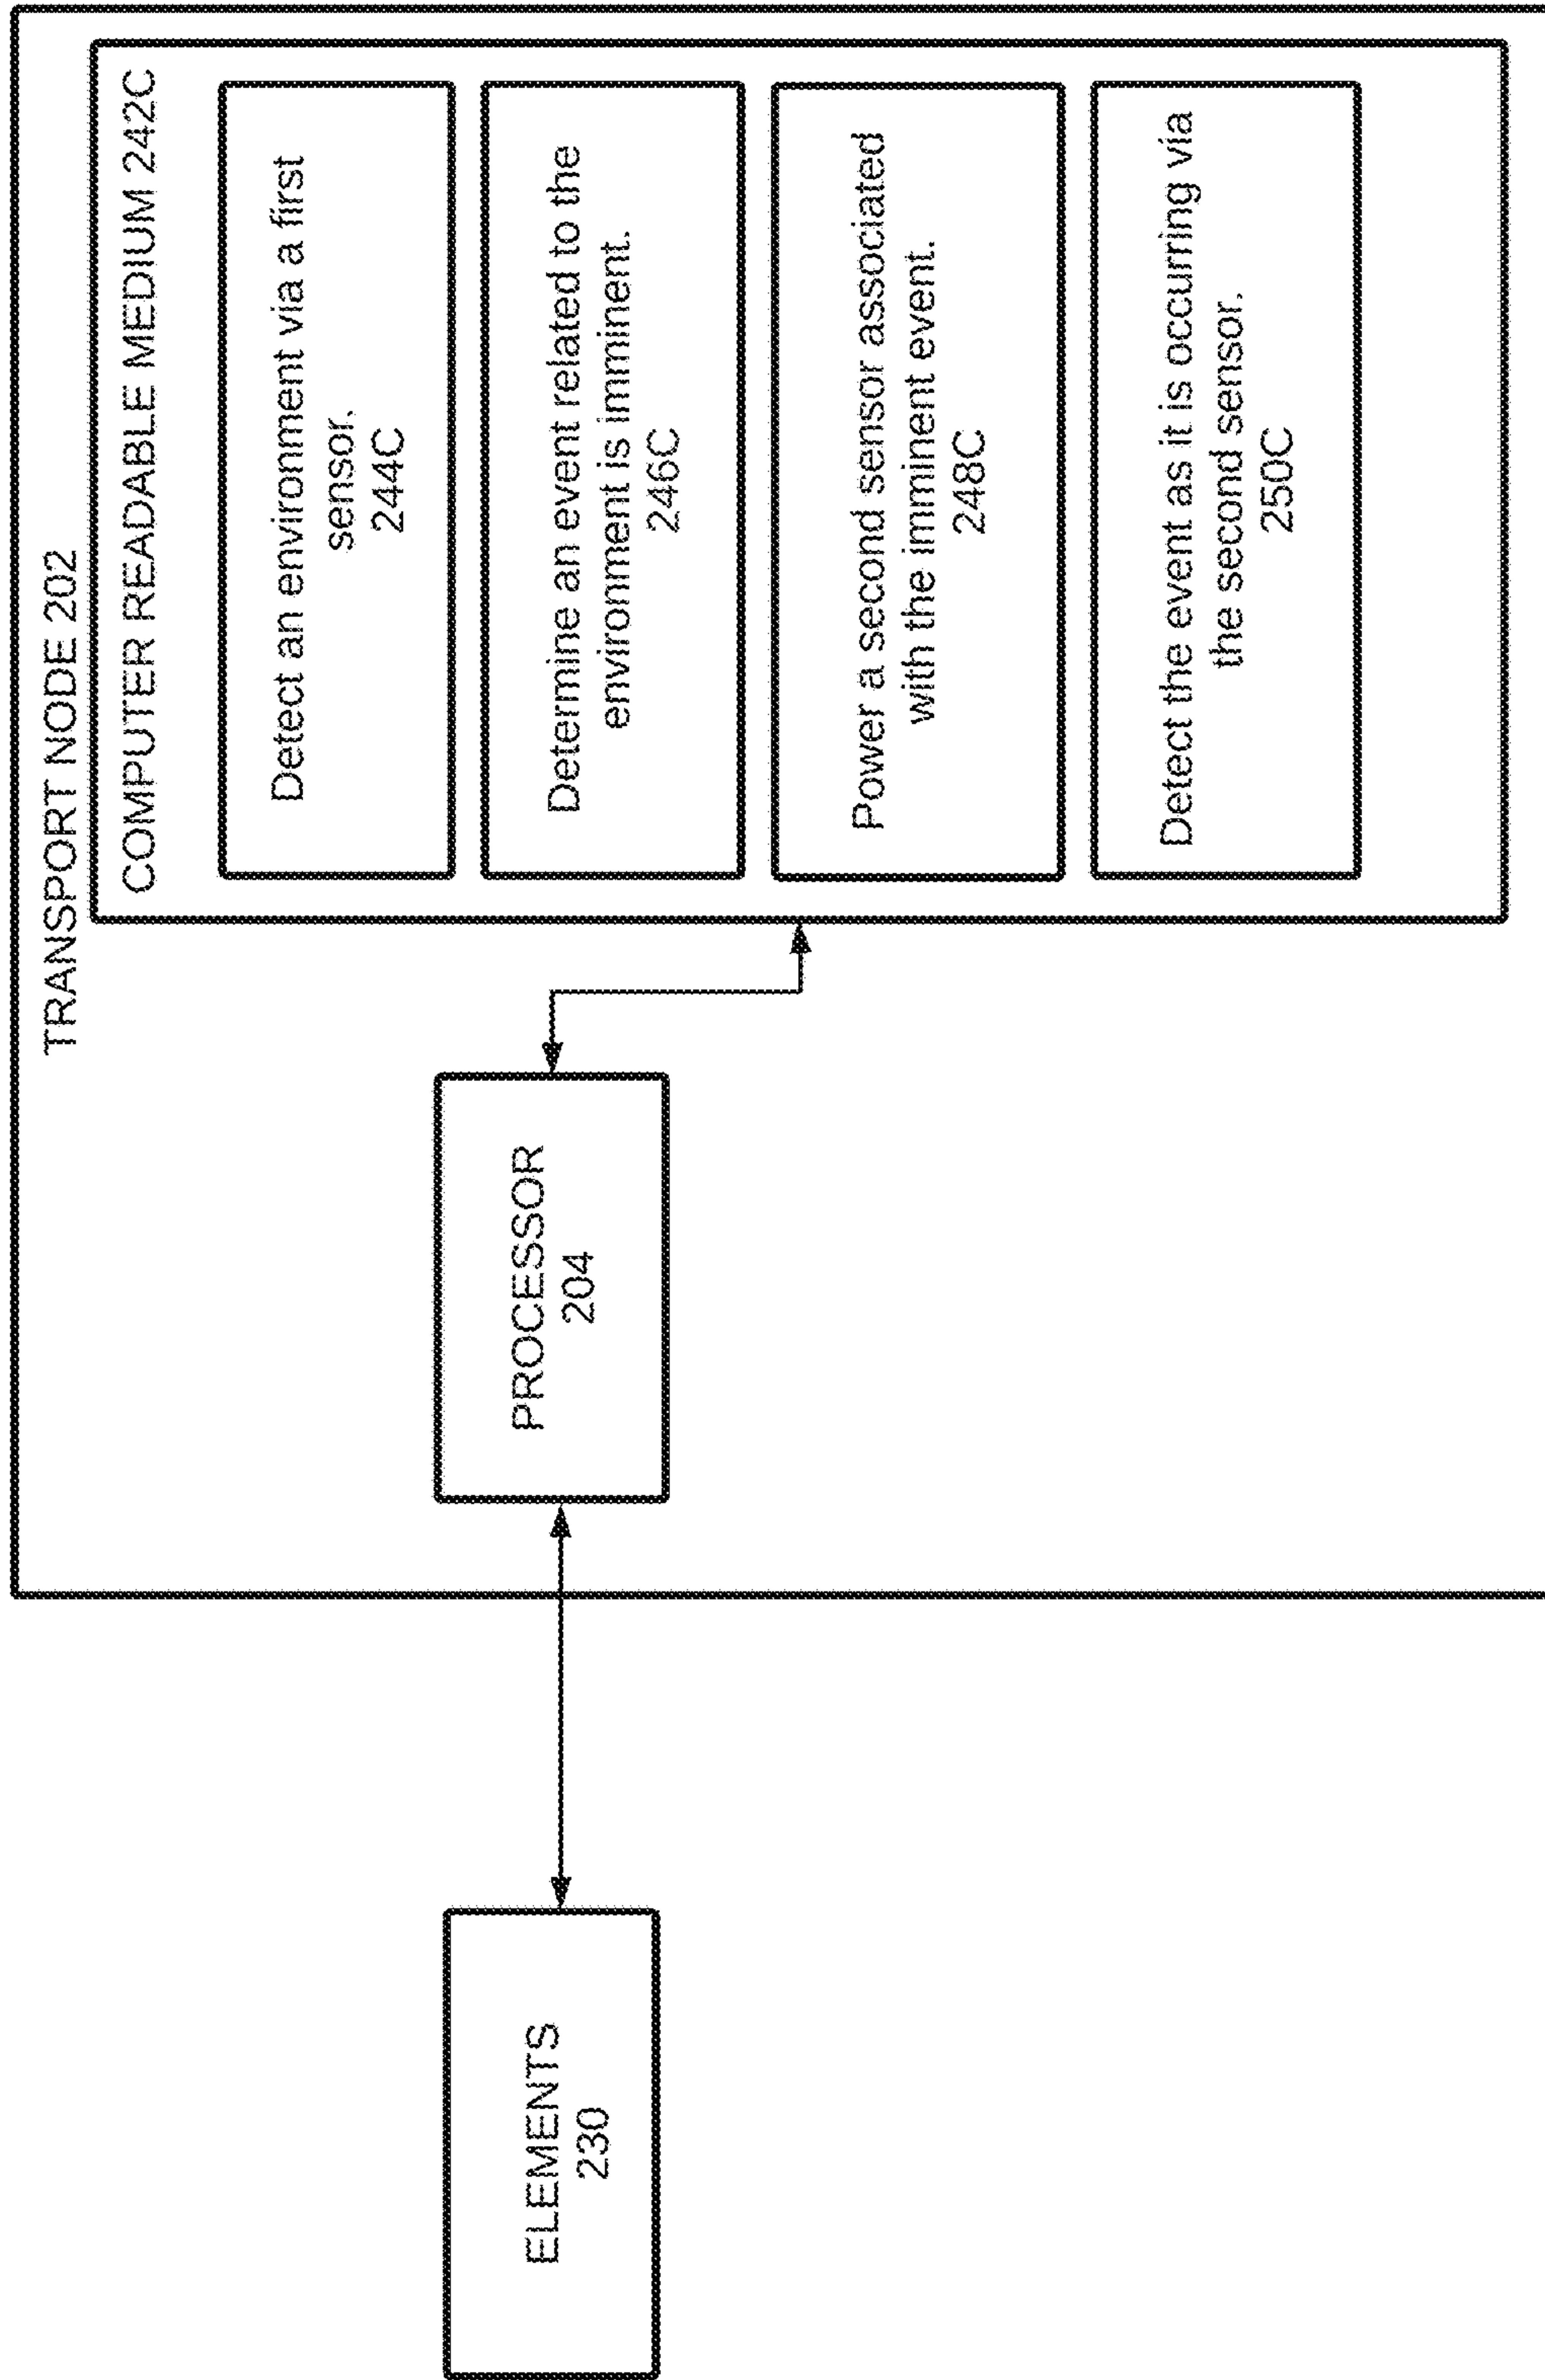 TRANSPORT NODE 202
COMPUTER READABLE MEDIUM 242C
Detect an environment via a first
sensor.
244C
Determine an event related to the
environment is imminent.
246C
Power a second sensor associated
with the imminent event.
248C
Detect the event as it is occurring via
the second sensor.
250C
PROCESSOR
204
ELEMENTS
230